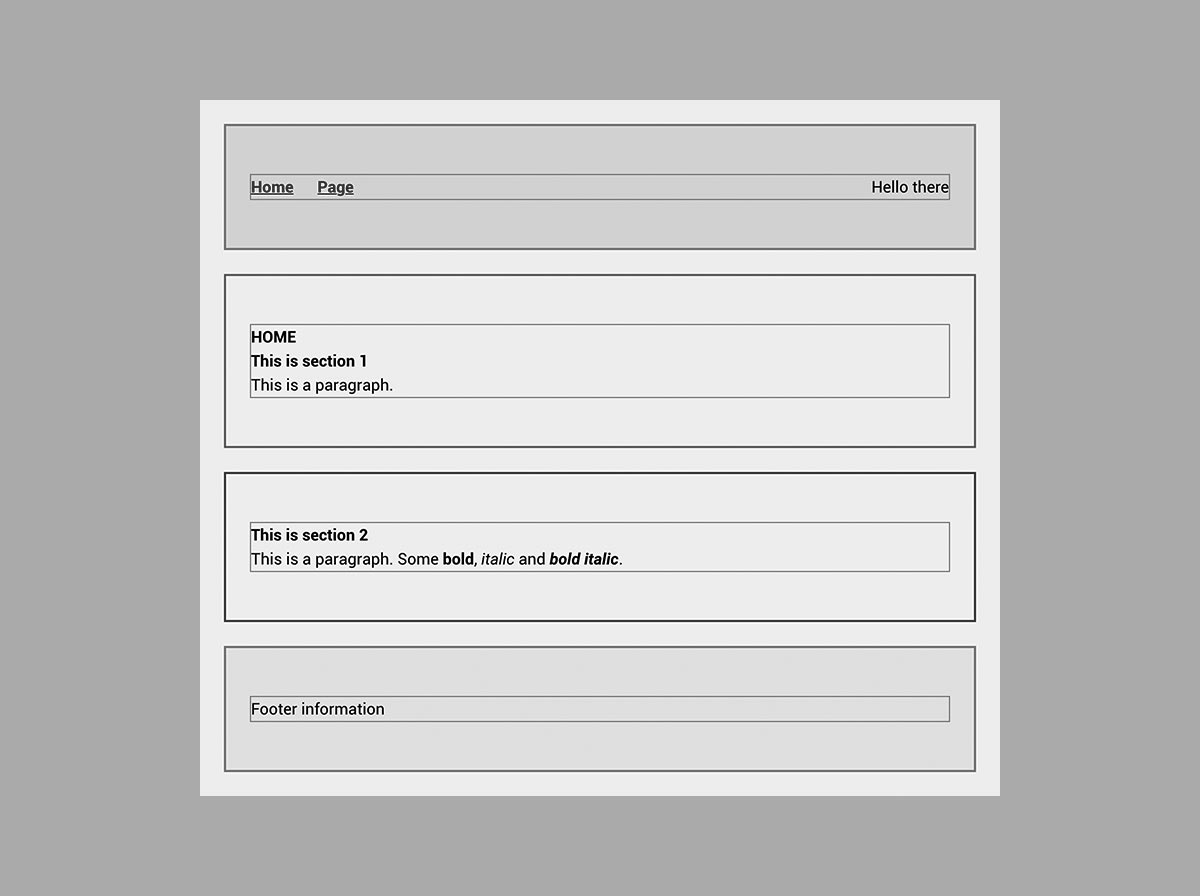 Home Page Hello there
HOME
This is section 1
This is a paragraph.
This is section 2
This is a paragraph. Some bold, italic and bold italic.
Footer information